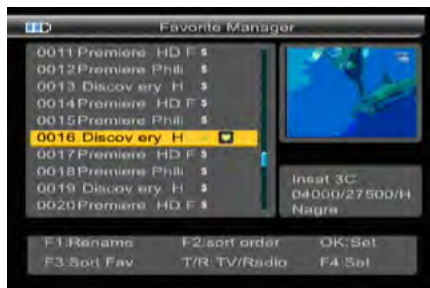 Favorite Manager
0011 Premiere HD F $
0012 Premiere Phili $
0013 Discov ery H $
0014 Premiere HD F $
0015 Premiere Phili $
0016 Discov ery H
0017 Premiere HD F $
0018 Premiere Phili $
0019 Discov ery H $
0020 Premiere HD F $
Insat 3C
04000/27500/H
Nagra
F1:Rename F2:sort order OK:Set
F3:Sort Fav T/R:TV/Radio F4:Sat